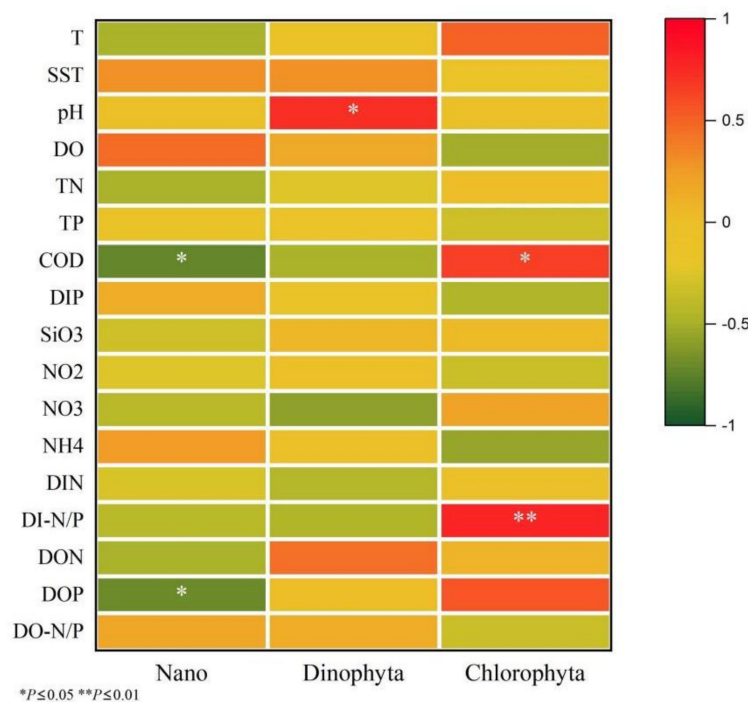 T
SST
pH
DO
TN
TP
COD
DIP
SiO3
NO2
NO3
NH4
DIN
DI-N/P
DON
DOP
DO-N/P
*
* *
**
*
Nano Dinophyta Chlorophyta
*P≤0.05 **P≤0.01
1
0.5
0
-0.5
-1